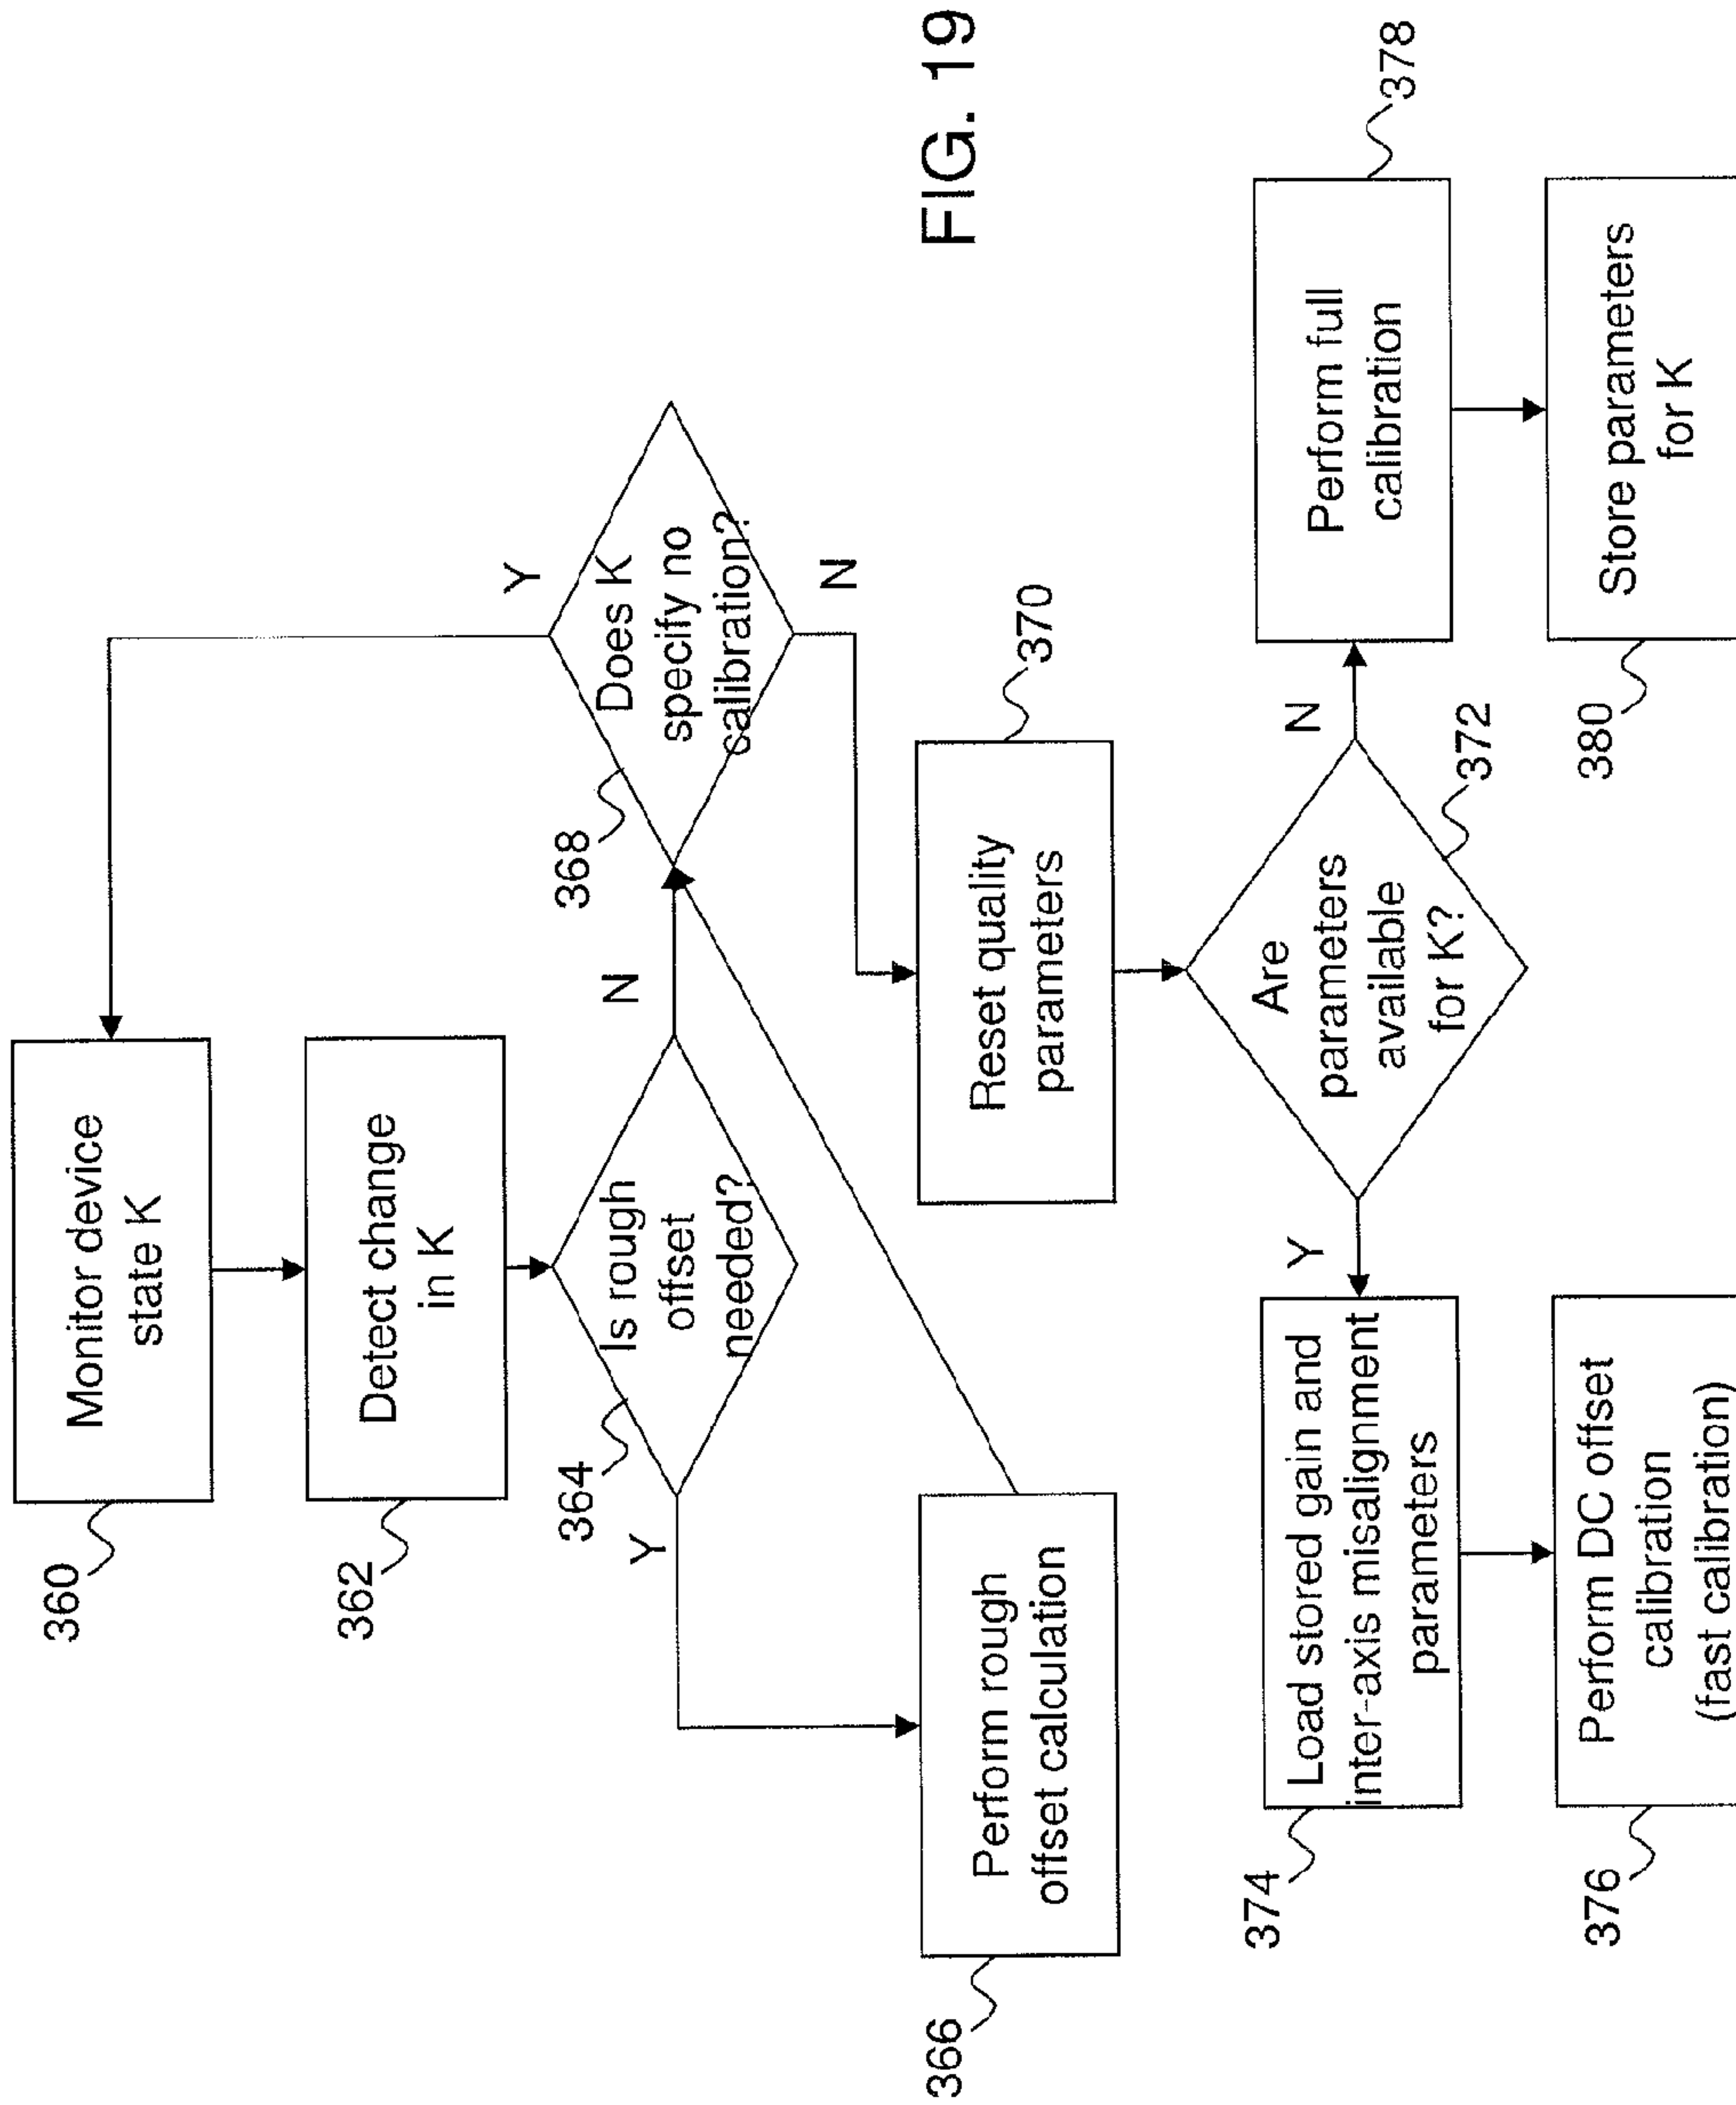 360
Monitor device
state K
362
Detect change
in K
364
Is rough
offset
needed?
Y
N
368
Does K
specify no
calibration?
Y
N
366
Perform rough
offset calculation
370
Reset quality
parameters
FIG. 19
372
Are
parameters
available
for K?
Y
N
374
Load stored gain and
inter-axis misalignment
parameters
378
Perform full
calibration
376
Perform DC offset
calibration
(fast calibration)
380
Store parameters
for K